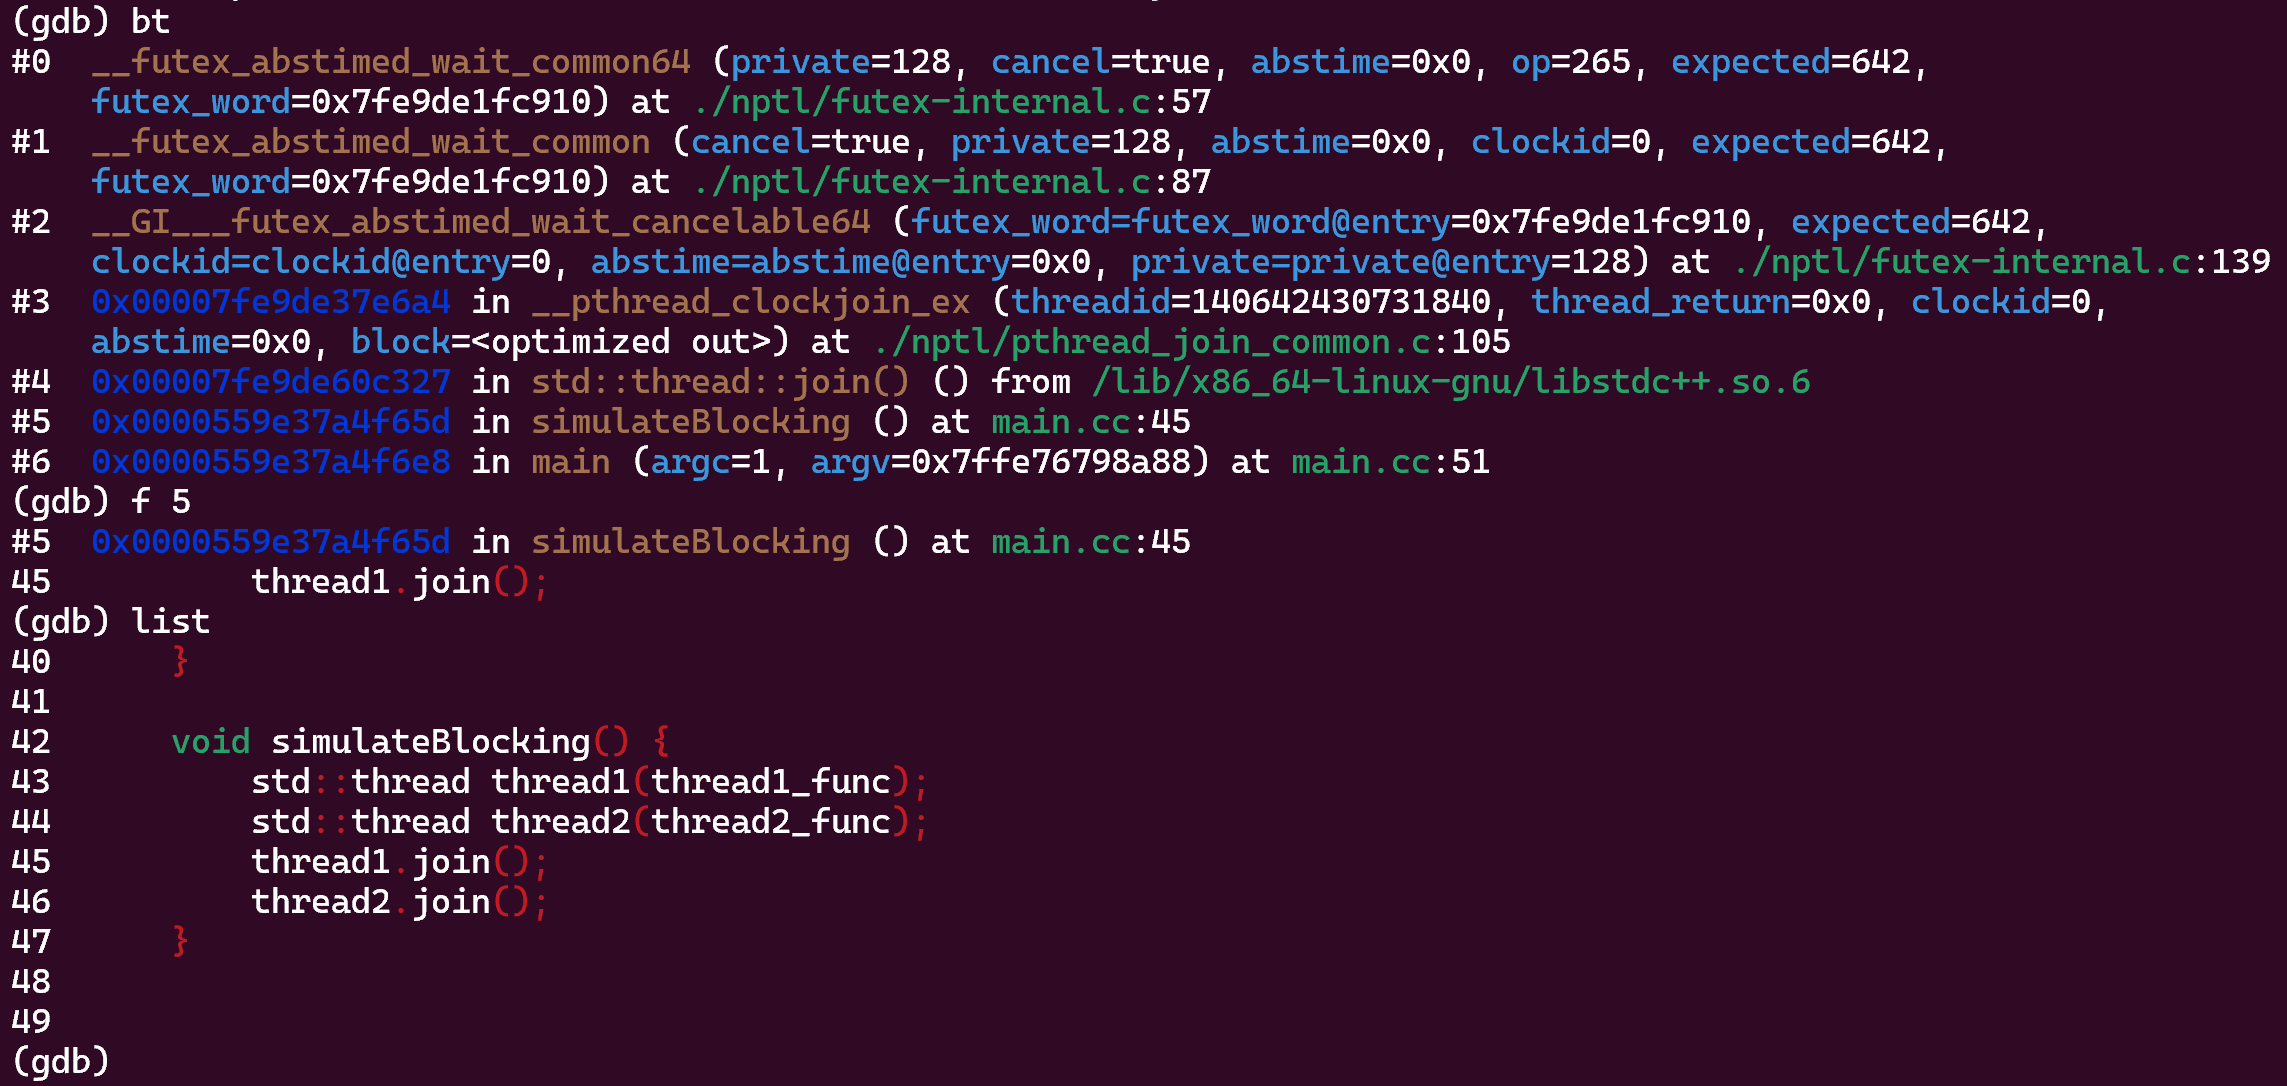 (gdb) bt
#0  __futex_abstimed_wait_common64 (private=128, cancel=true, abstime=0x0, op=265, expected=642,
    futex_word=0x7fe9de1fc910) at ./nptl/futex-internal.c:57
#1  __futex_abstimed_wait_common (cancel=true, private=128, abstime=0x0, clockid=0, expected=642,
    futex_word=0x7fe9de1fc910) at ./nptl/futex-internal.c:87
#2  __GI___futex_abstimed_wait_cancelable64 (futex_word=futex_word@entry=0x7fe9de1fc910, expected=642,
    clockid=clockid@entry=0, abstime=abstime@entry=0x0, private=private@entry=128) at ./nptl/futex-internal.c:139
#3  0x00007fe9de37e6a4 in __pthread_clockjoin_ex (threadid=140642430731840, thread_return=0x0, clockid=0,
    abstime=0x0, block=<optimized out>) at ./nptl/pthread_join_common.c:105
#4  0x00007fe9de60c327 in std::thread::join() () from /lib/x86_64-linux-gnu/libstdc++.so.6
#5  0x0000559e37a4f65d in simulateBlocking () at main.cc:45
#6  0x0000559e37a4f6e8 in main (argc=1, argv=0x7ffe76798a88) at main.cc:51
(gdb) f 5
#5  0x0000559e37a4f65d in simulateBlocking () at main.cc:45
45          thread1.join();
(gdb) list
40      }
41
42      void simulateBlocking() {
43          std::thread thread1(thread1_func);
44          std::thread thread2(thread2_func);
45          thread1.join();
46          thread2.join();
47      }
48
49
(gdb)